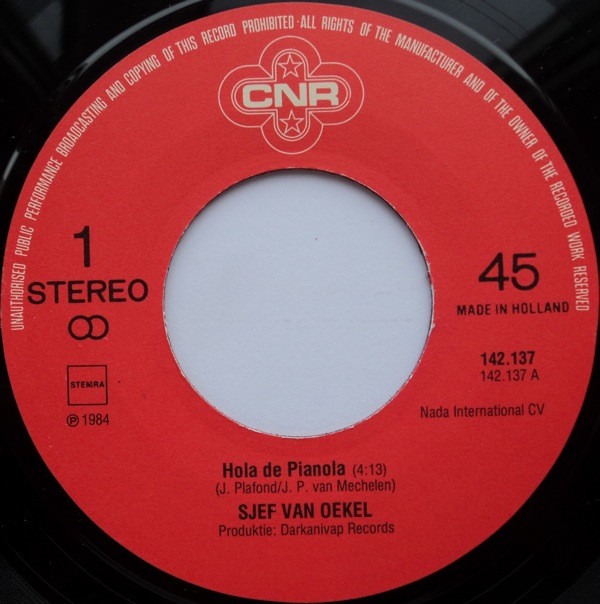 UNAUTHORISED PUBLIC PERFORMANCE BROADCASTING AND COPYING OF THIS RECORD PROHIBITED·ALL RIGHTS OF THE MANUFACTURER AND OF THE OWNER OF THE RECORDED WORK RESERVED
CNR
1
STEREO
45
MADE IN HOLLAND
142.137
142.137 A
STEMRA
℗ 1984
Nada International CV
Hola de Pianola (4:13)
(J. Plafond/J. P. van Mechelen)
SJEF VAN OEKEL
Produktie: Darkanivap Records